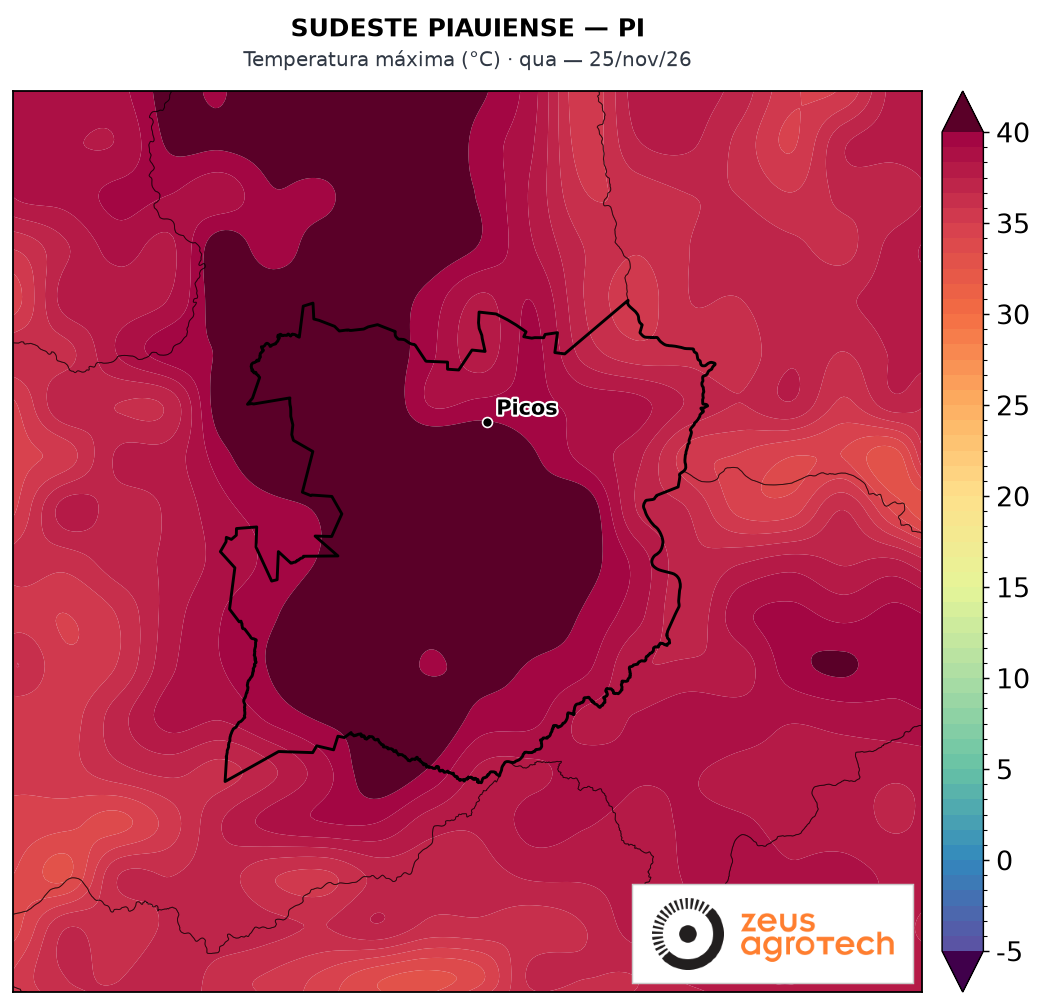 SUDESTE PIAUIENSE — PI
Temperatura máxima (°C) · qua — 25/nov/26
Picos
40
35
30
25
20
15
10
5
0
-5
zeus
agrotech